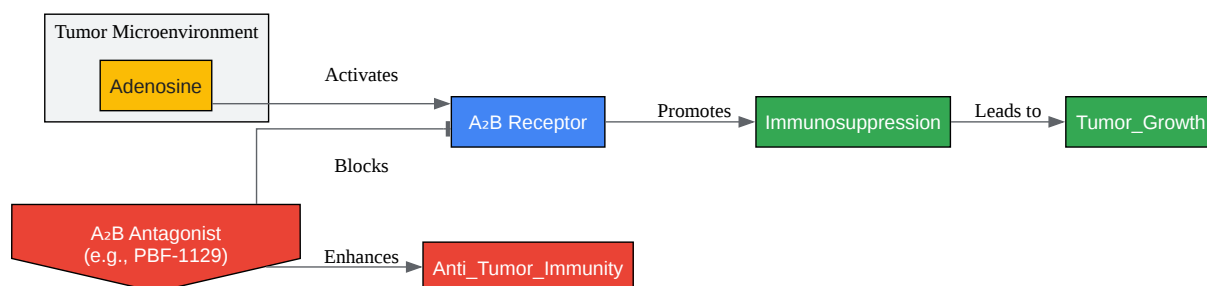 Tumor Microenvironment
Adenosine
Activates
A₂B Receptor
Promotes
Immunosuppression
Leads to
Tumor_Growth
Blocks
A₂B Antagonist
(e.g., PBF-1129)
Enhances
Anti_Tumor_Immunity